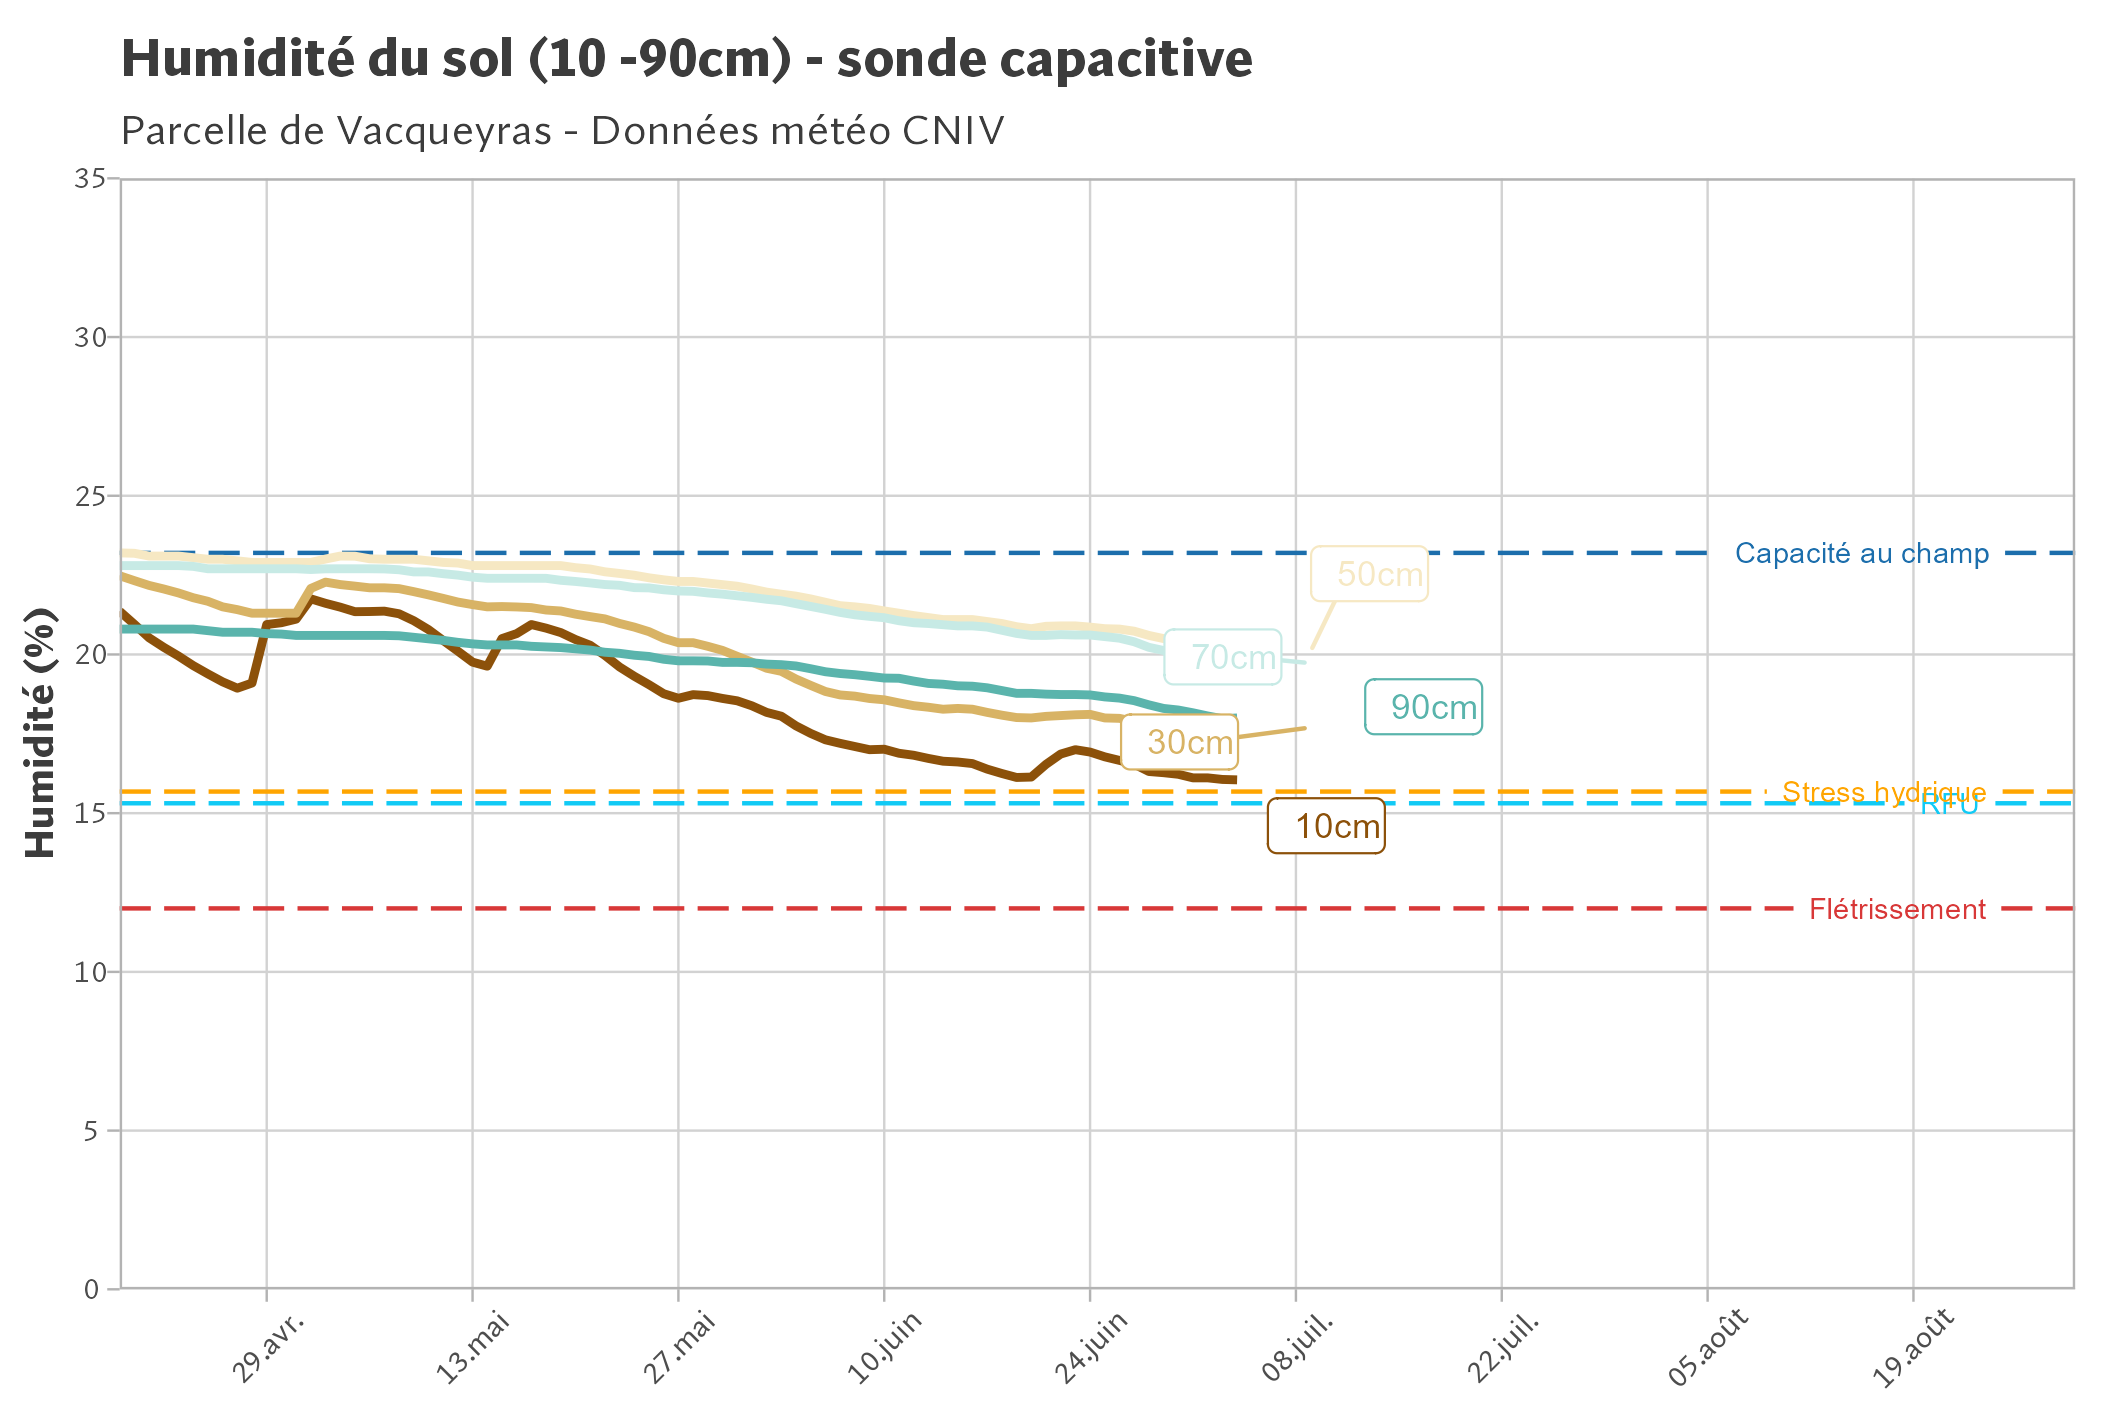 Humidité du sol (10 -90cm) - sonde capacitive
Parcelle de Vacqueyras - Données météo CNIV
Humidité (%)
35
30
25
20
15
10
5
0
Capacité au champ
50cm
70cm
90cm
30cm
Stress hydrique
RFU
10cm
Flétrissement
29.avr.
13.mai
27.mai
10.juin
24.juin
08.juil.
22.juil.
05.août
19.août